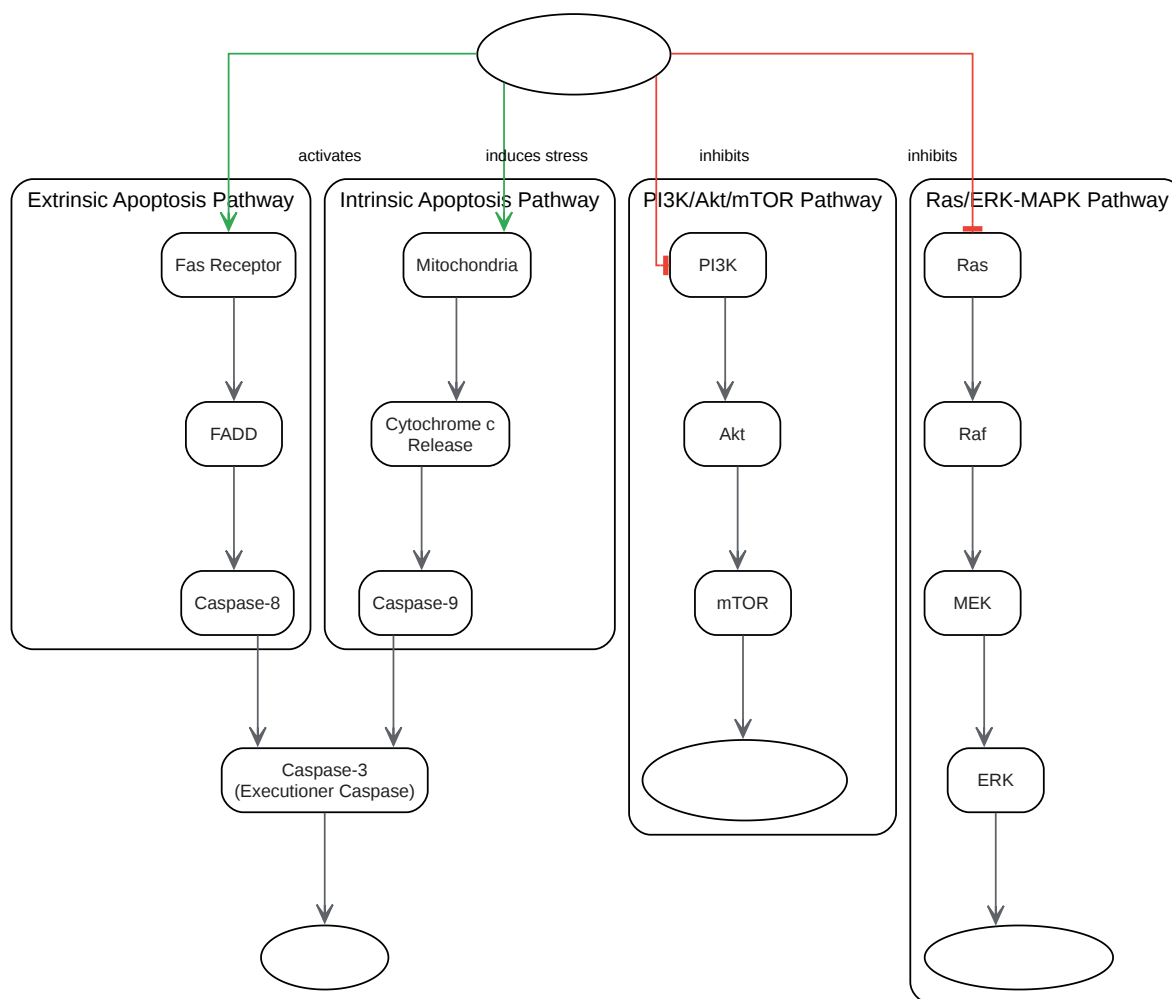 activates
induces stress
inhibits
inhibits
Extrinsic Apoptosis Pathway
Intrinsic Apoptosis Pathway
PI3K/Akt/mTOR Pathway
Ras/ERK-MAPK Pathway
Fas Receptor
Mitochondria
PI3K
Ras
FADD
Cytochrome c
Release
Akt
Raf
Caspase-8
Caspase-9
mTOR
MEK
Caspase-3
(Executioner Caspase)
ERK